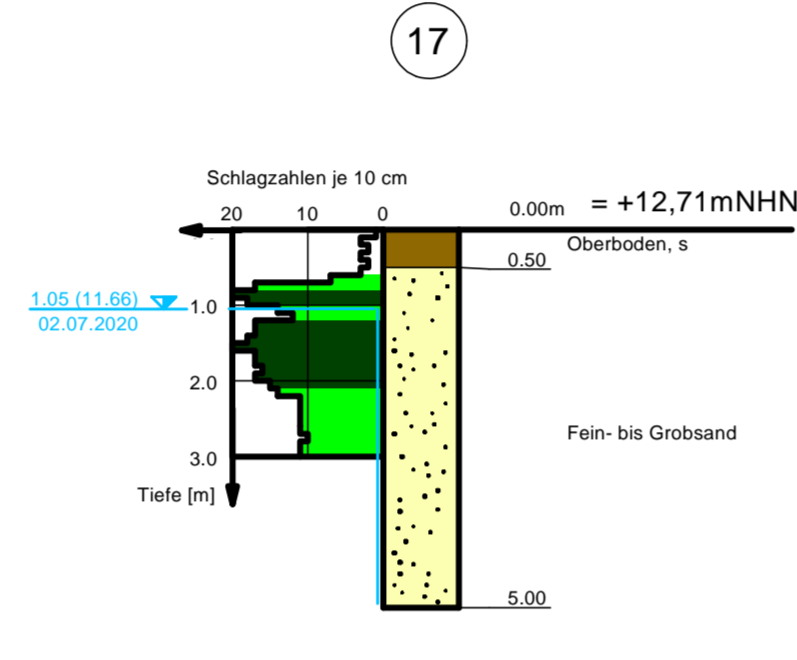 17
Schlagzahlen je 10 cm
20 10 0
0.00m = +12,71mNHN
Oberboden, s
0.50
1.05 (11.66)
02.07.2020
1.0
2.0
Fein- bis Grobsand
3.0
Tiefe [m]
5.00